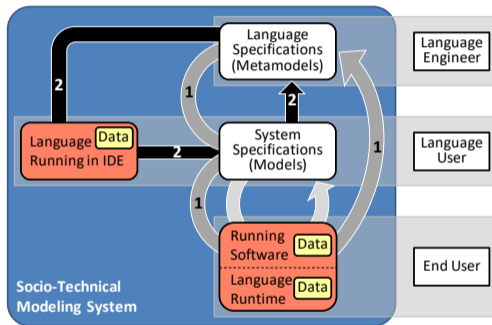 Language
Specifications
(Metamodels)
Language
Engineer
2
1
2
Language
Running in IDE
Data
2
System
Specifications
(Models)
1
Language
User
1
Running
Software
Data
Language
Runtime
Data
End User
Socio-Technical
Modeling System